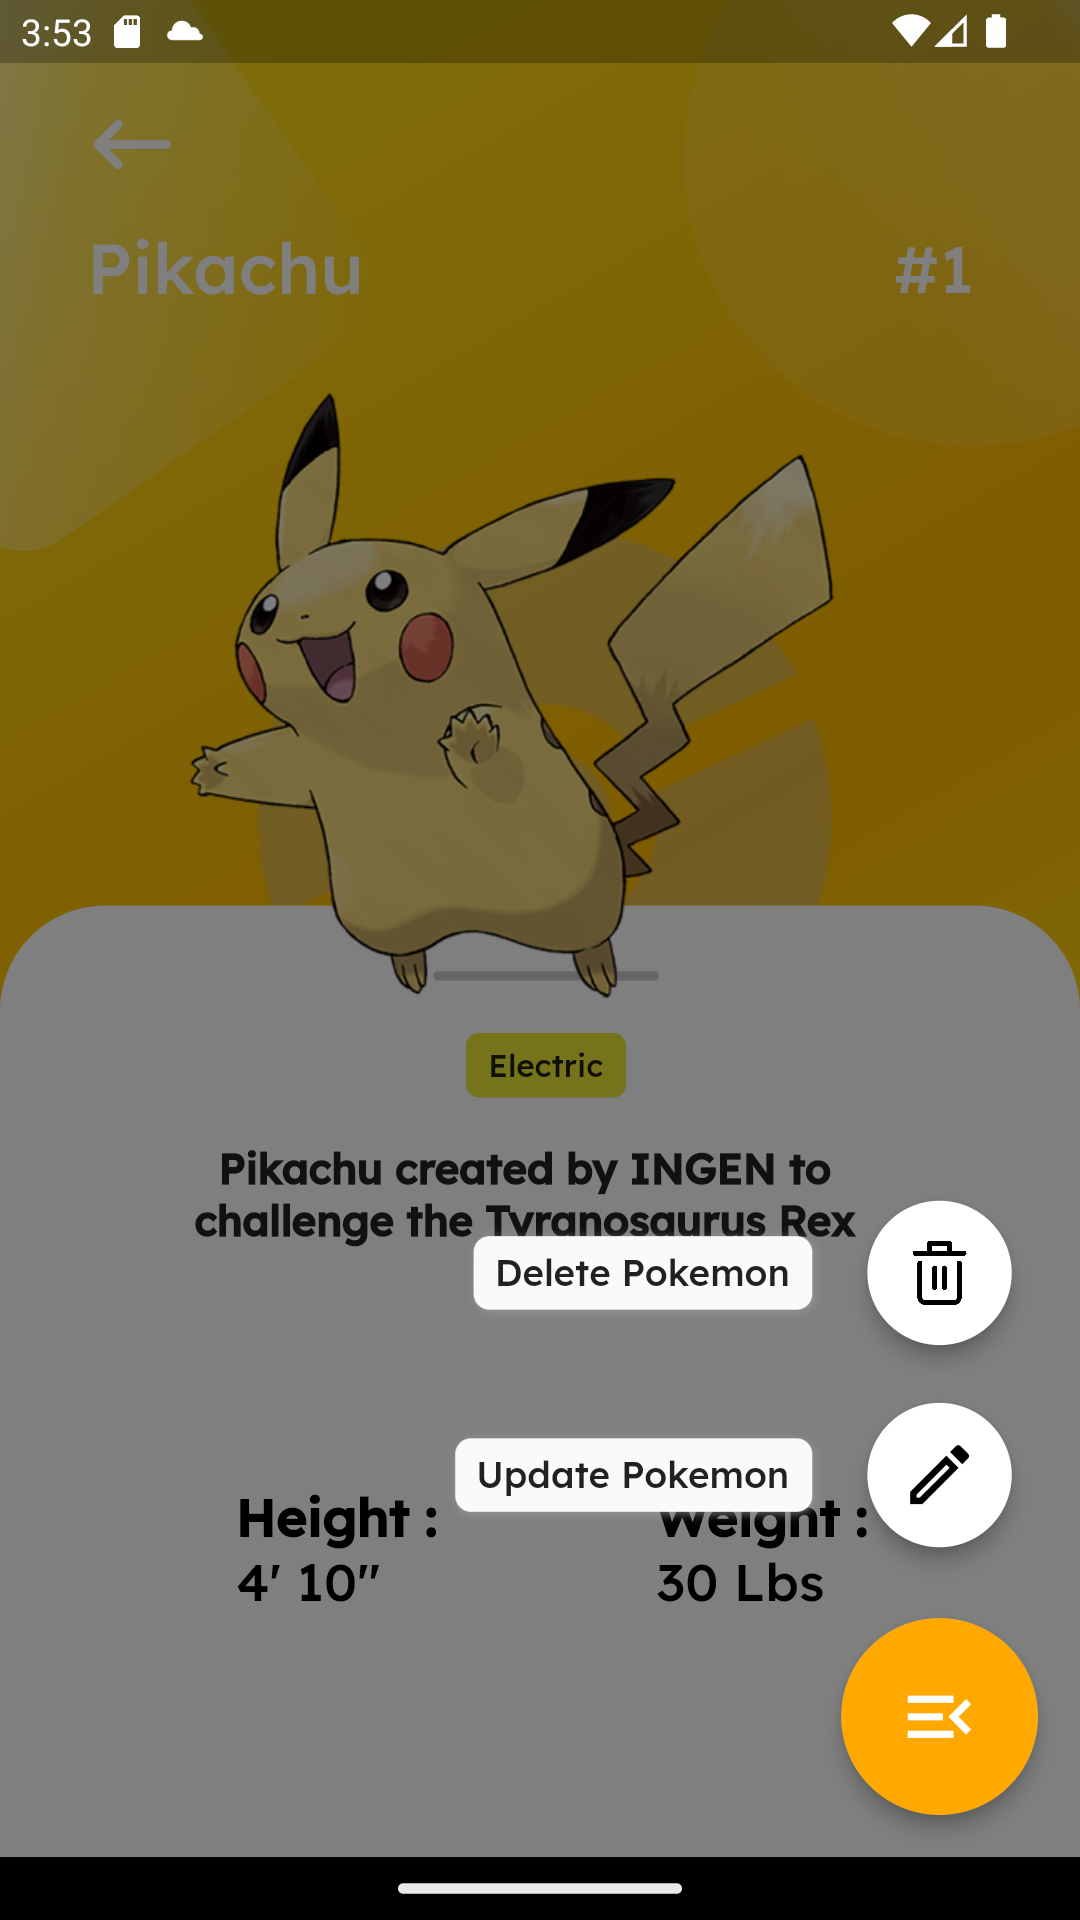 3:53
Pikachu
#1
Electric
Pikachu created by INGEN to
challenge the Tyranosaurus Rex
Delete Pokemon
Update Pokemon
Height :
Weight :
4' 10"
30 Lbs